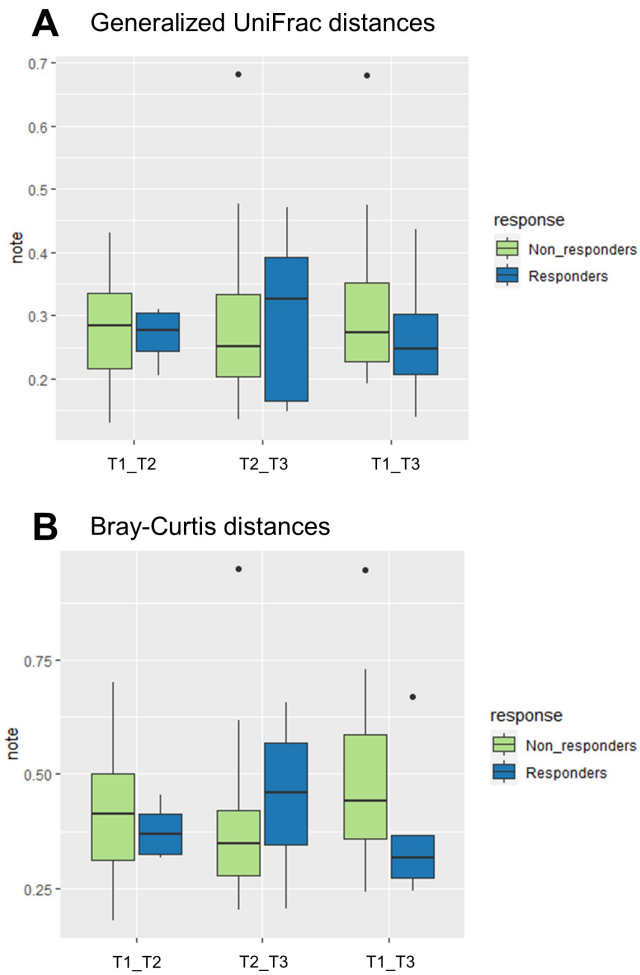 A Generalized UniFrac distances
0.7
0.6
0.5
0.4
0.3
0.2
note
T1_T2 T2_T3 T1_T3
response
Non_responders
Responders
B Bray-Curtis distances
0.75
0.50
0.25
note
T1_T2 T2_T3 T1_T3
response
Non_responders
Responders